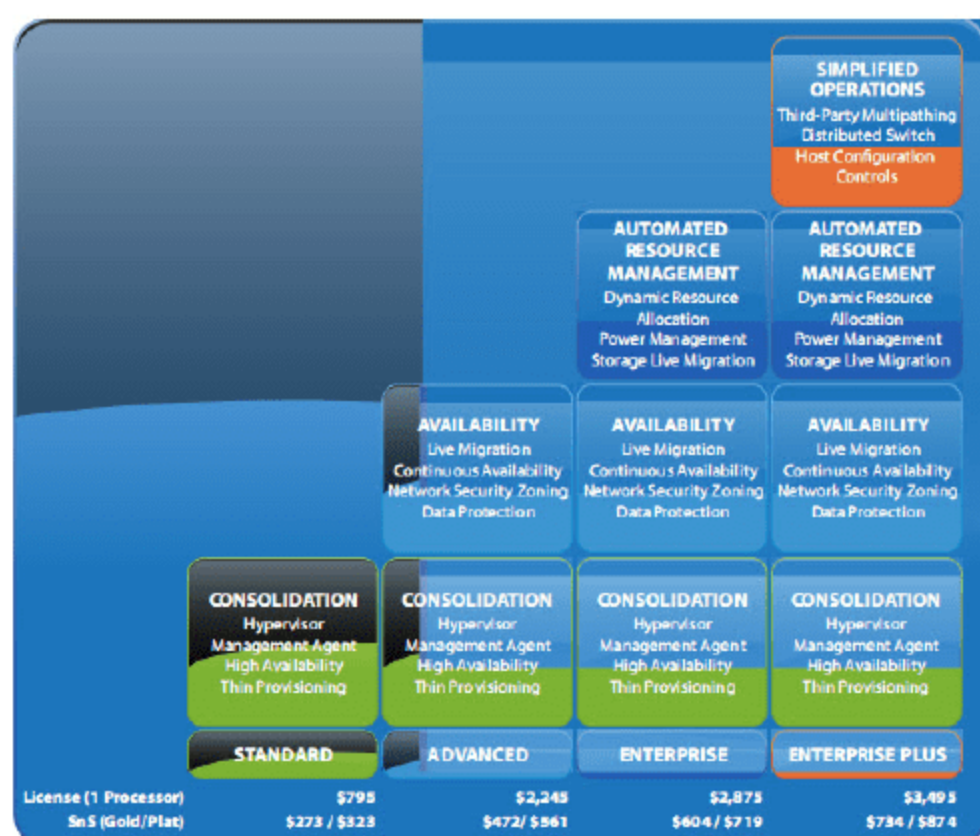 SIMPLIFIED
OPERATIONS
Third-Party Multipathing
Distributed Switch
Host Configuration
Controls
AUTOMATED
RESOURCE
MANAGEMENT
Dynamic Resource
Allocation
Power Management
Storage Live Migration
AUTOMATED
RESOURCE
MANAGEMENT
Dynamic Resource
Allocation
Power Management
Storage Live Migration
AVAILABILITY
Live Migration
Continuous Availability
Network Security Zoning
Data Protection
AVAILABILITY
Live Migration
Continuous Availability
Network Security Zoning
Data Protection
AVAILABILITY
Live Migration
Continuous Availability
Network Security Zoning
Data Protection
CONSOLIDATION
Hypervisor
Management Agent
High Availability
Thin Provisioning
CONSOLIDATION
Hypervisor
Management Agent
High Availability
Thin Provisioning
CONSOLIDATION
Hypervisor
Management Agent
High Availability
Thin Provisioning
CONSOLIDATION
Hypervisor
Management Agent
High Availability
Thin Provisioning
STANDARD ADVANCED ENTERPRISE ENTERPRISE PLUS
License (1 Processor) $795 $2,245 $2,875 $3,495
SnS (Gold/Plat) $273 / $323 $472/ $561 $604 / $719 $734 / $874